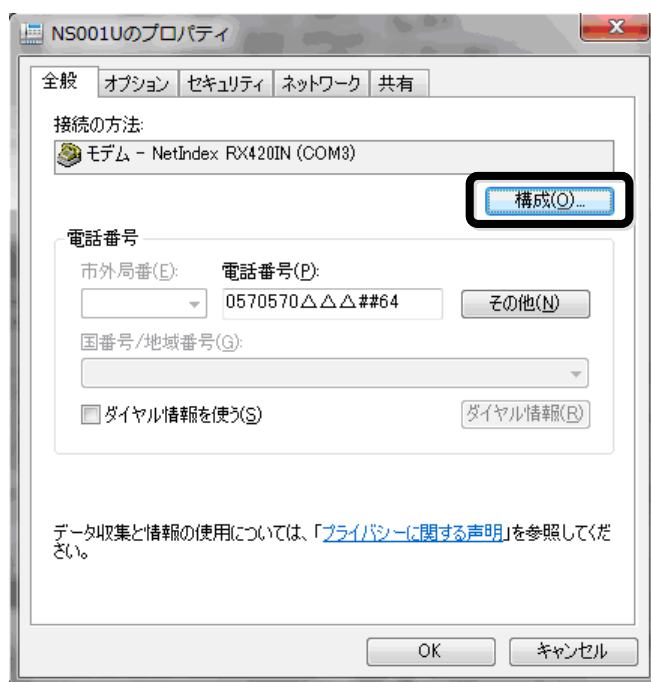 NS001Uのプロパティ
全般 オプション セキュリティ ネットワーク 共有
接続の方法:
モデム - NetIndex RX420IN (COM3)
構成(O)...
電話番号
市外局番(E): 電話番号(P):
0570570△△△##64 その他(N)
国番号/地域番号(G):
ダイヤル情報を使う(S) ダイヤル情報(R)
データ収集と情報の使用については、「プライバシーに関する声明」を参照してくだ
さい。
OK キャンセル